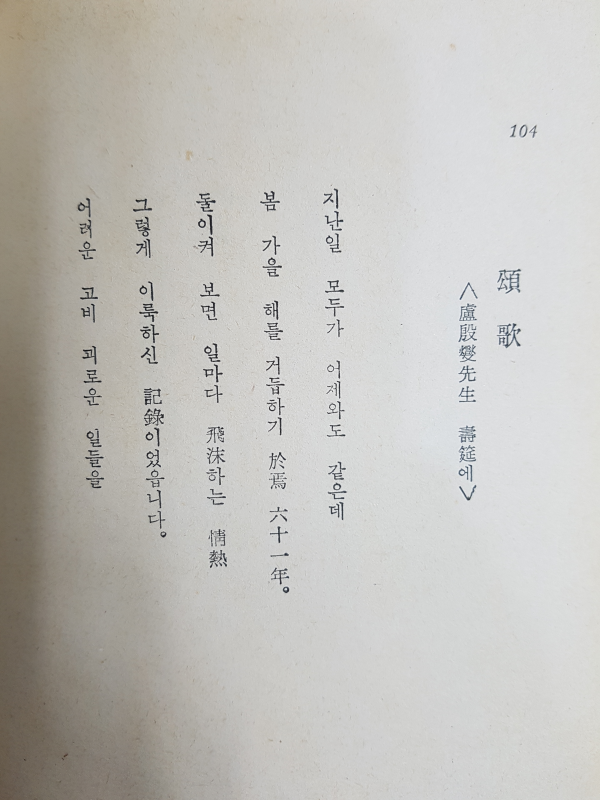 104
頌歌
<盧殷燮先生 壽筵에>
지난일 모두가 어제와도 같은데
봄 가을 해를 거듭하기 於焉 六十一年。
둘이켜 보면 일마다 飛沫하는 情熱
그렇게 이룩하신 記錄이었읍니다。
어려운 고비 괴로운 일들을